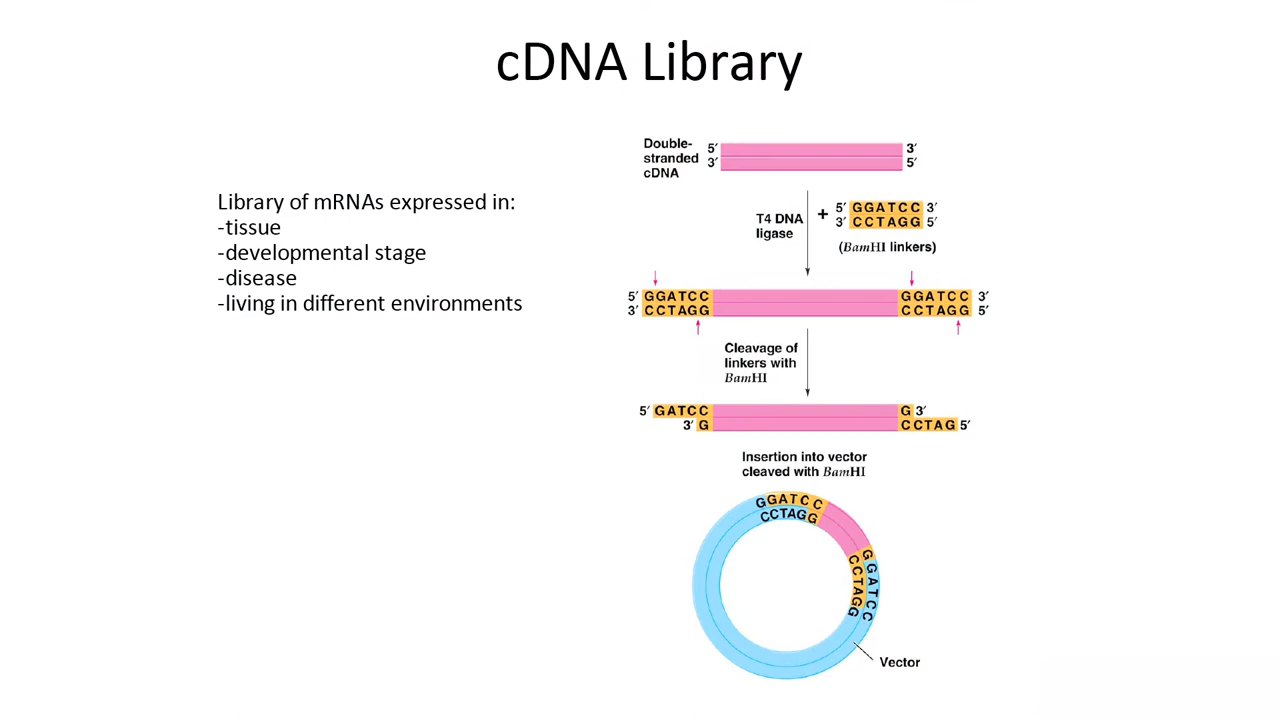 cDNA Library
Library of mRNAs expressed in:
-tissue
-developmental stage
-disease
-living in different environments
Double-
stranded
cDNA
5′ 3′
3′ 5′
T4 DNA
ligase
+ 5′ GGATCC 3′
3′ CCTAGG 5′
(BamHI linkers)
5′ GGATCC GGATCC 3′
3′ CCTAGG CCTAGG 5′
Cleavage of
linkers with
BamHI
5′ GATCC G 3′
3′ G CCTAG 5′
Insertion into vector
cleaved with BamHI
GGATCC
CCTAGG
GGATCC
CCTAGG
Vector